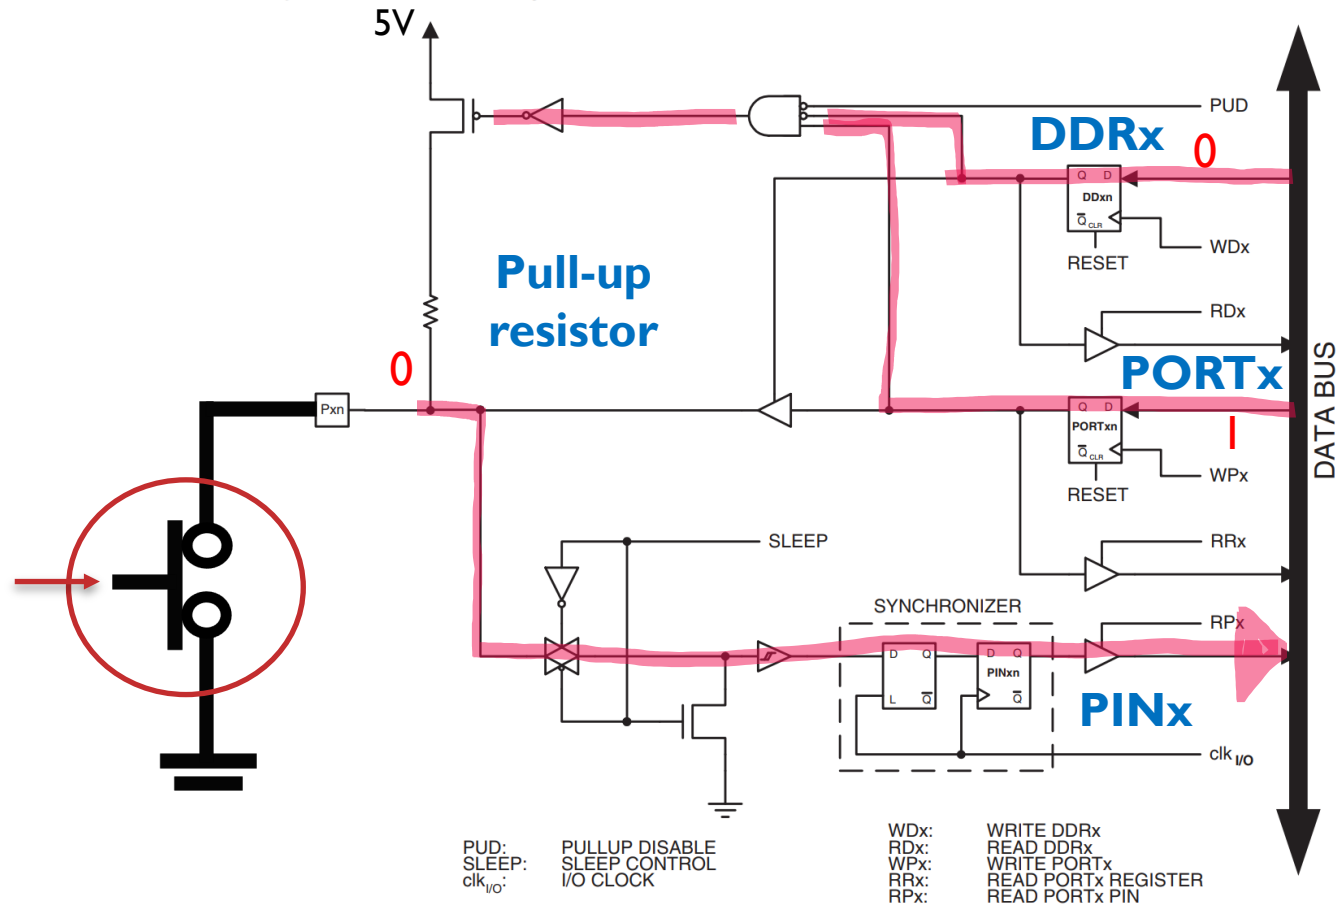 5V
PUD
DDRx
0
Q D
DDxn
Q CLR
WDx
RESET
Pull-up
resistor
RDx
0
PORTx
Pxn
Q D
PORTxn
1
Q CLR
WPx
RESET
DATA BUS
SLEEP
RRx
SYNCHRONIZER
RPx
D Q
D Q
PINxn
L Q
Q
PINx
clk I/O
PUD: PULLUP DISABLE
SLEEP: SLEEP CONTROL
clk I/O: I/O CLOCK
WDx: WRITE DDRx
RDx: READ DDRx
WPx: WRITE PORTx
RRx: READ PORTx REGISTER
RPx: READ PORTx PIN